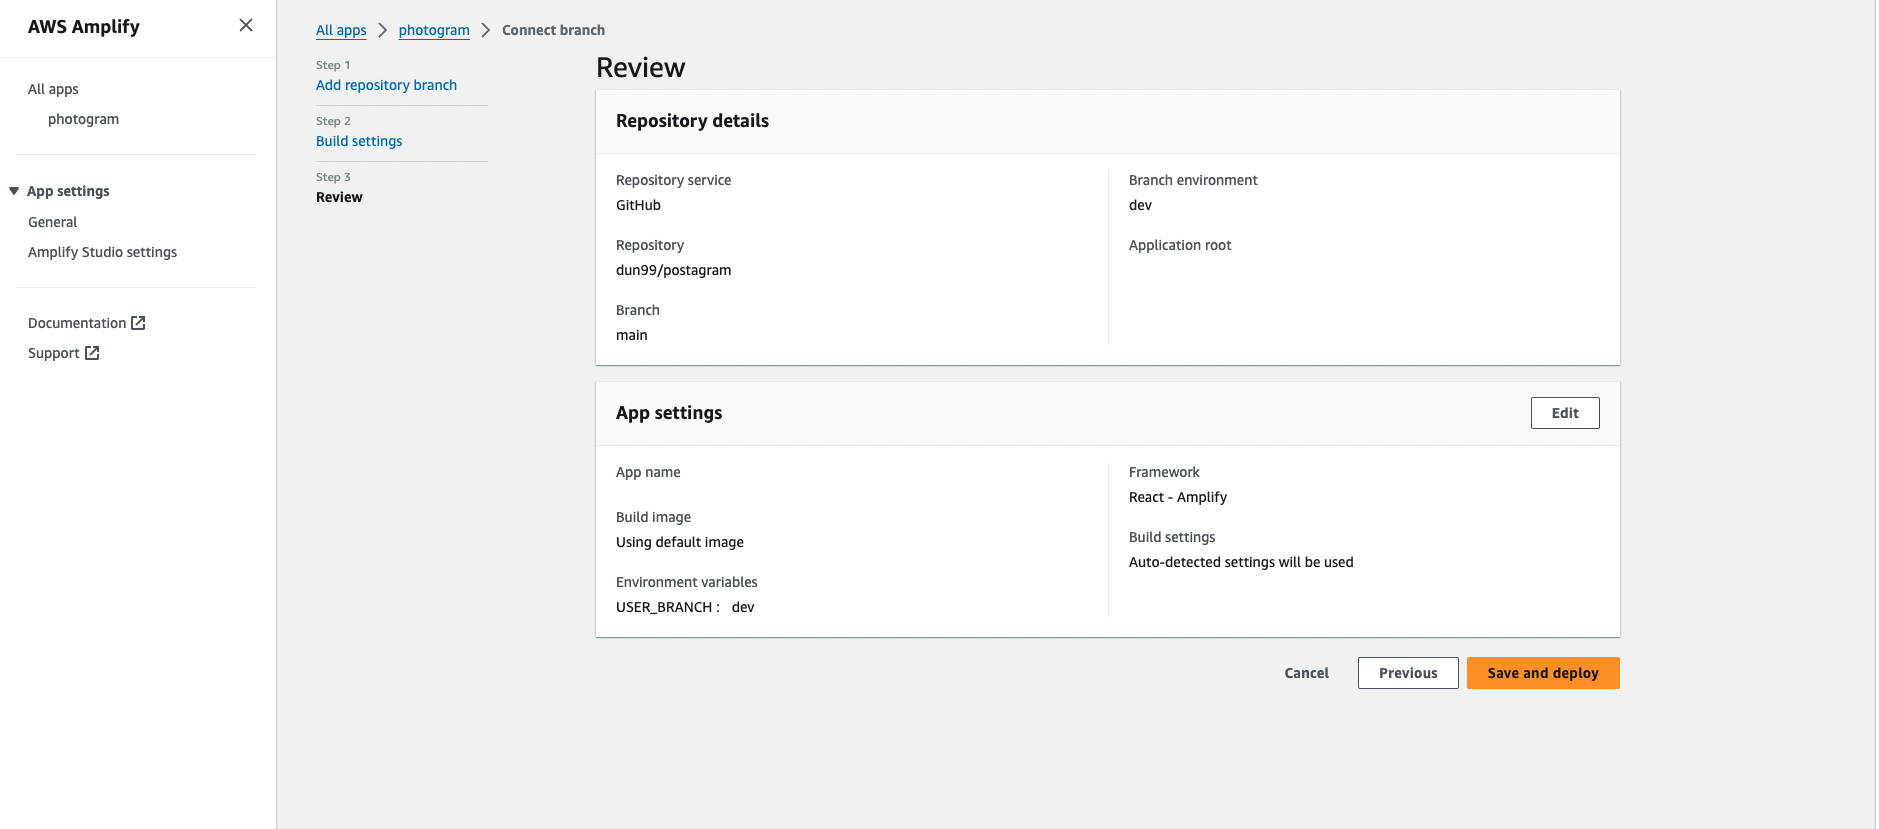 AWS Amplify
All apps
photogram
App settings
General
Amplify Studio settings
Documentation
Support
All apps > photogram > Connect branch
Step 1
Add repository branch
Step 2
Build settings
Step 3
Review
Review
Repository details
Repository service
GitHub
Repository
dun99/postagram
Branch
main
Branch environment
dev
Application root
App settings
Edit
App name
Build image
Using default image
Environment variables
USER_BRANCH : dev
Framework
React - Amplify
Build settings
Auto-detected settings will be used
Cancel
Previous
Save and deploy